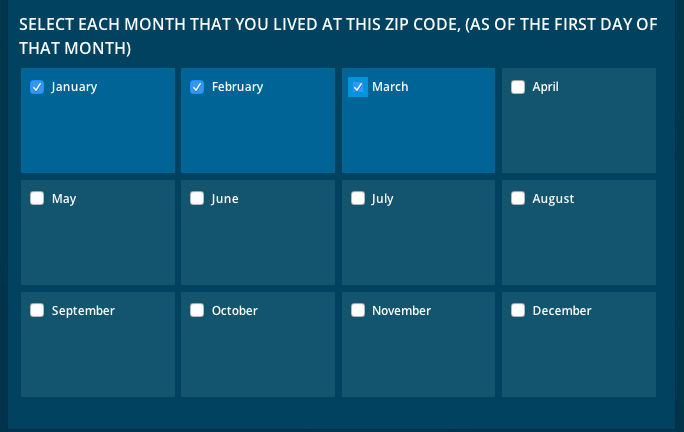 SELECT EACH MONTH THAT YOU LIVED AT THIS ZIP CODE, (AS OF THE FIRST DAY OF
THAT MONTH)
January
February
March
April
May
June
July
August
September
October
November
December